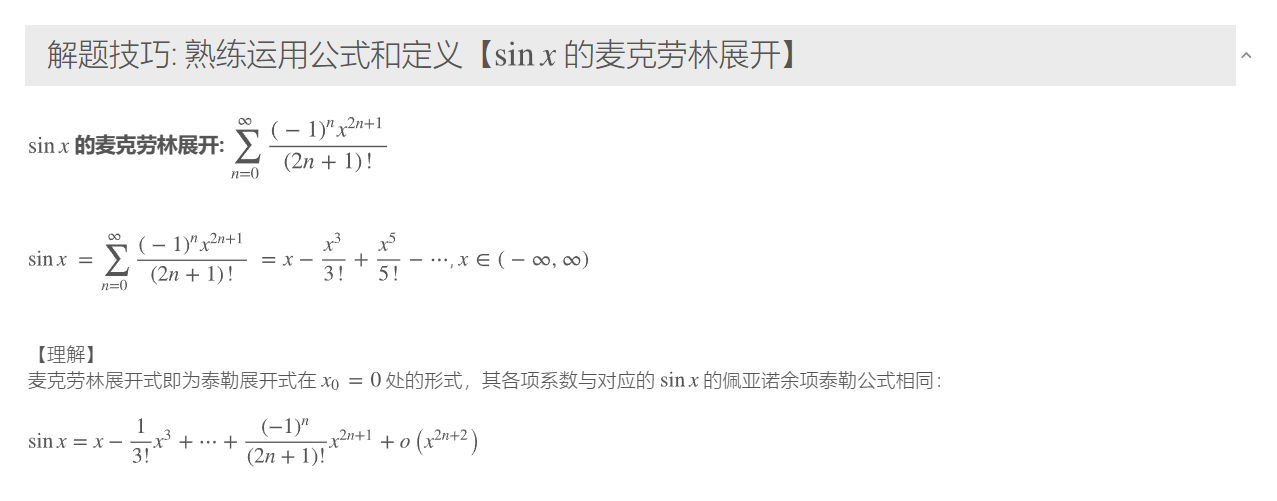 解题技巧: 熟练运用公式和定义【$\sin x$ 的麦克劳林展开】
$\sin x$ 的麦克劳林展开: $\sum_{n=0}^{\infty} \frac{(-1)^n x^{2n+1}}{(2n+1)!}$
$\sin x = \sum_{n=0}^{\infty} \frac{(-1)^n x^{2n+1}}{(2n+1)!} = x - \frac{x^3}{3!} + \frac{x^5}{5!} - \cdots, x \in (-\infty, \infty)$
【理解】
麦克劳林展开式即为泰勒展开式在 $x_0 = 0$ 处的形式，其各项系数与对应的 $\sin x$ 的佩亚诺余项泰勒公式相同：
$\sin x = x - \frac{1}{3!}x^3 + \cdots + \frac{(-1)^n}{(2n+1)!}x^{2n+1} + o\left(x^{2n+2}\right)$